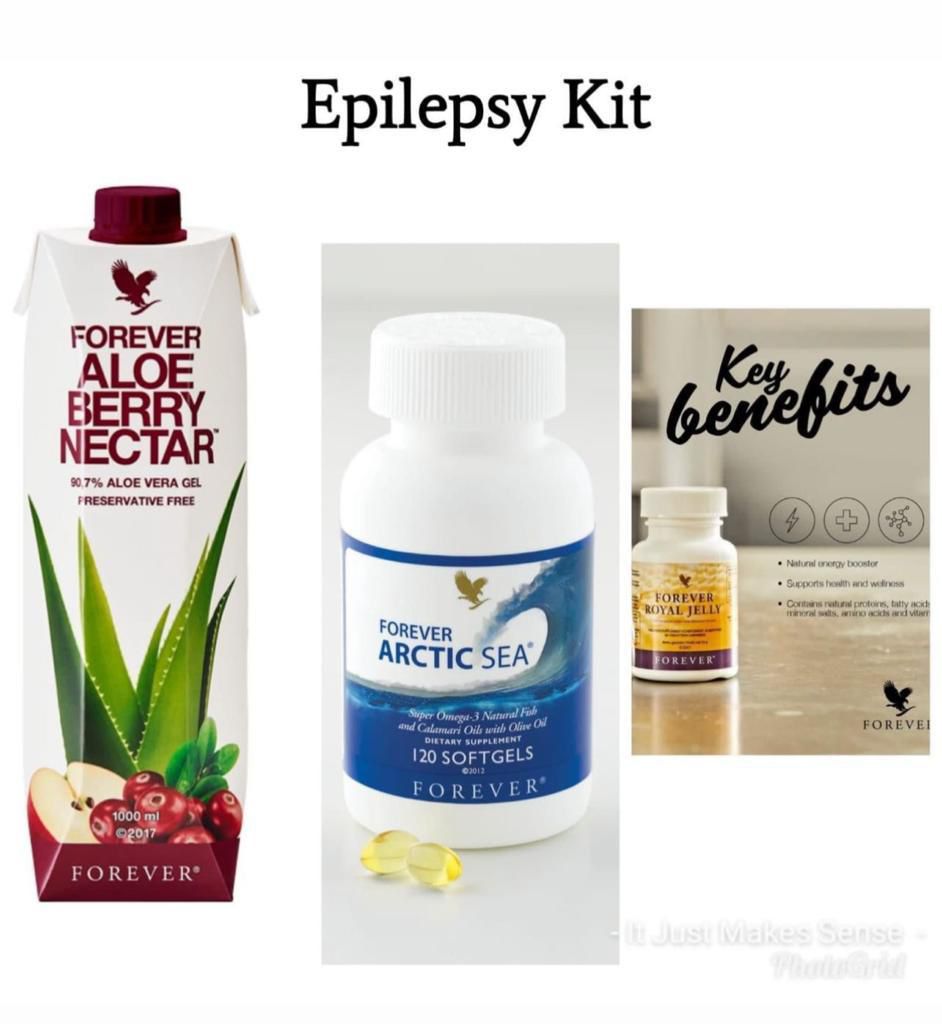 Epilepsy Kit
FOREVER
ALOE
BERRY
NECTAR™
90,7% ALOE VERA GEL
PRESERVATIVE FREE
1000 ml
©2017
FOREVER®
FOREVER
ARCTIC SEA®
Super Omega-3 Natural Fish
and Calamari Oils with Olive Oil
DIETARY SUPPLEMENT
120 SOFTGELS
©2012
FOREVER®
Key
benefits
• Natural energy booster
• Supports health and wellness
• Contains natural proteins, fatty acids
mineral salts, amino acids and vitam
FOREVER
ROYAL JELLY
FOREVER®
FOREVE
- It Just Makes Sense -
PhotoGrid